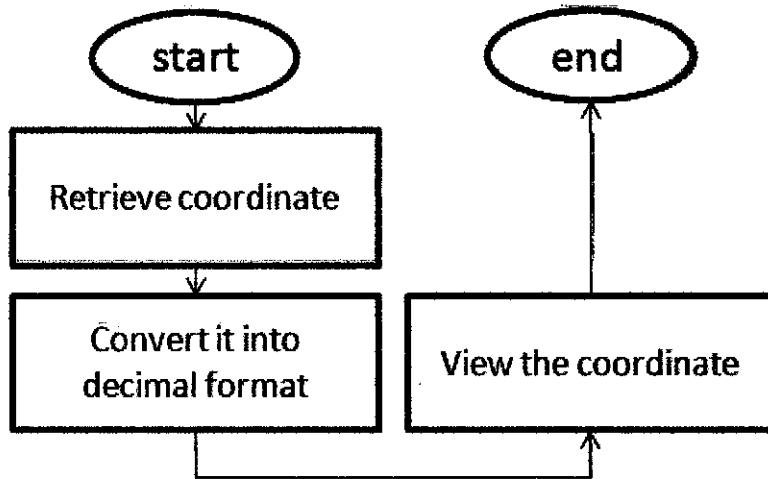 start
Retrieve coordinate
Convert it into
decimal format
View the coordinate
end